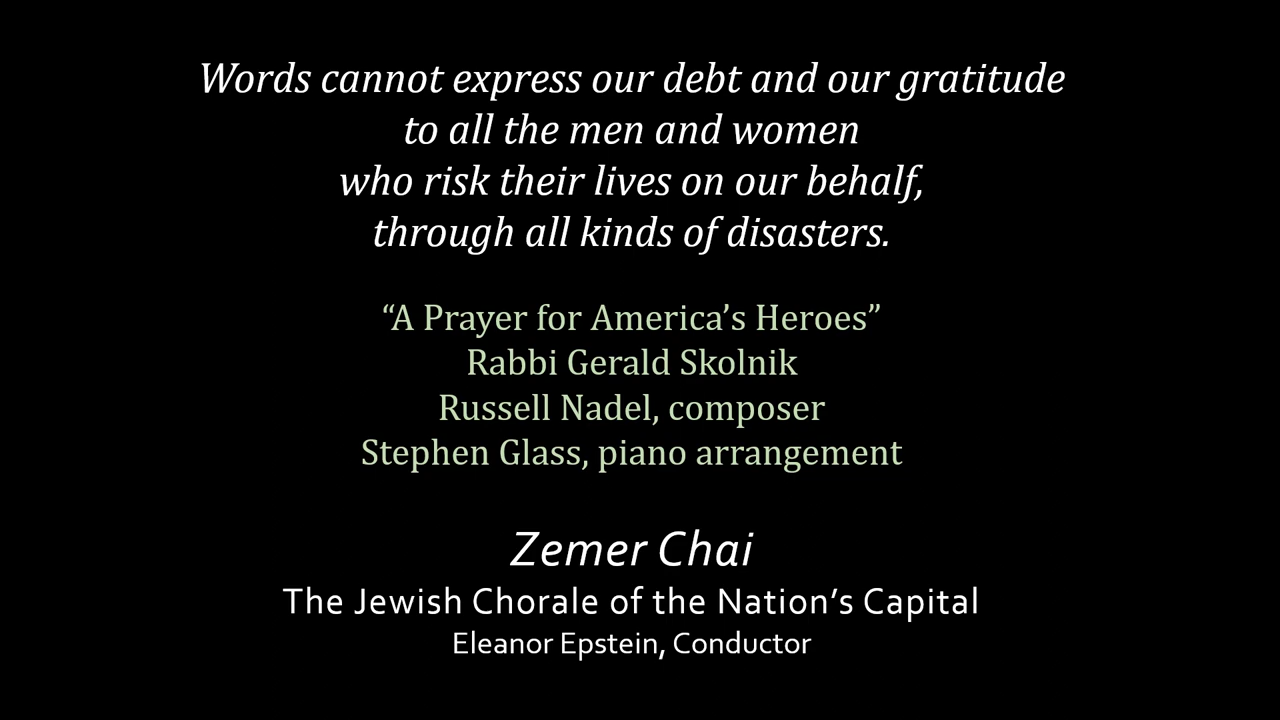 Words cannot express our debt and our gratitude
to all the men and women
who risk their lives on our behalf,
through all kinds of disasters.
“A Prayer for America’s Heroes”
Rabbi Gerald Skolnik
Russell Nadel, composer
Stephen Glass, piano arrangement
Zemer Chai
The Jewish Chorale of the Nation’s Capital
Eleanor Epstein, Conductor